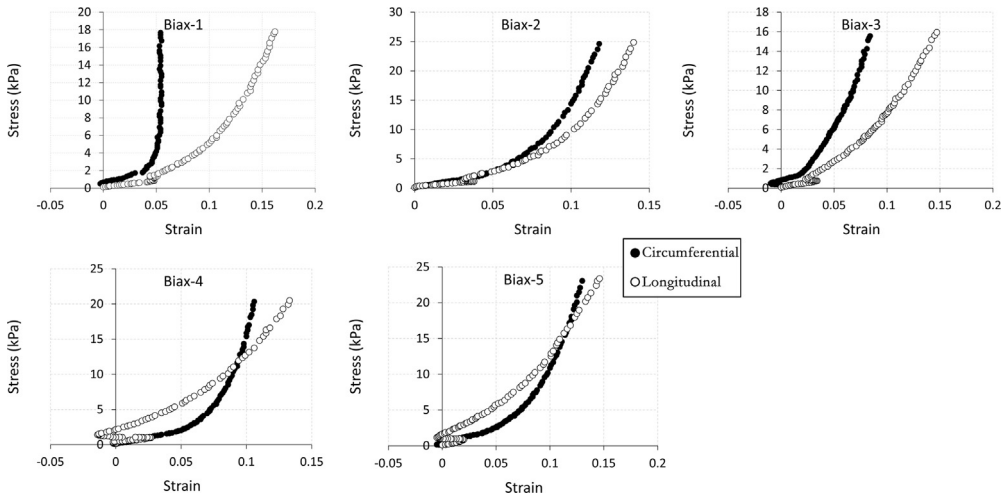 Biax-1
Stress (kPa)
20
18
16
14
12
10
8
6
4
2
0
-0.05 0 0.05 0.1 0.15 0.2
Strain
Biax-2
Stress (kPa)
30
25
20
15
10
5
0
0 0.05 0.1 0.15
Strain
Biax-3
Stress (kPa)
18
16
14
12
10
8
6
4
2
0
-0.05 0 0.05 0.1 0.15 0.2
Strain
Circumferential
Longitudinal
Biax-4
Stress (kPa)
25
20
15
10
5
0
-0.05 0 0.05 0.1 0.15
Strain
Biax-5
Stress (kPa)
25
20
15
10
5
0
-0.05 0 0.05 0.1 0.15 0.2
Strain